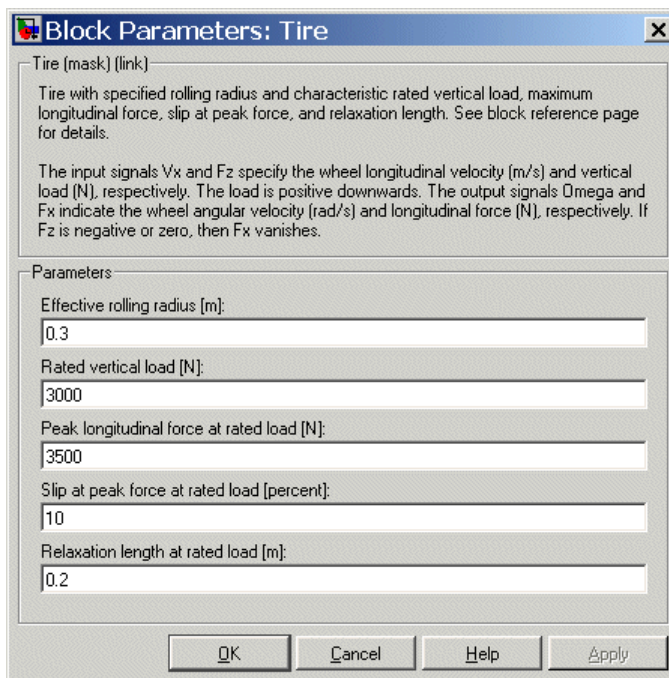 Block Parameters: Tire
Tire (mask) (link)
Tire with specified rolling radius and characteristic rated vertical load, maximum
longitudinal force, slip at peak force, and relaxation length. See block reference page
for details.
The input signals Vx and Fz specify the wheel longitudinal velocity (m/s) and vertical
load (N), respectively. The load is positive downwards. The output signals Omega and
Fx indicate the wheel angular velocity (rad/s) and longitudinal force (N), respectively. If
Fz is negative or zero, then Fx vanishes.
Parameters
Effective rolling radius [m]:
0.3
Rated vertical load [N]:
3000
Peak longitudinal force at rated load [N]:
3500
Slip at peak force at rated load [percent]:
10
Relaxation length at rated load [m]:
0.2
OK Cancel Help Apply